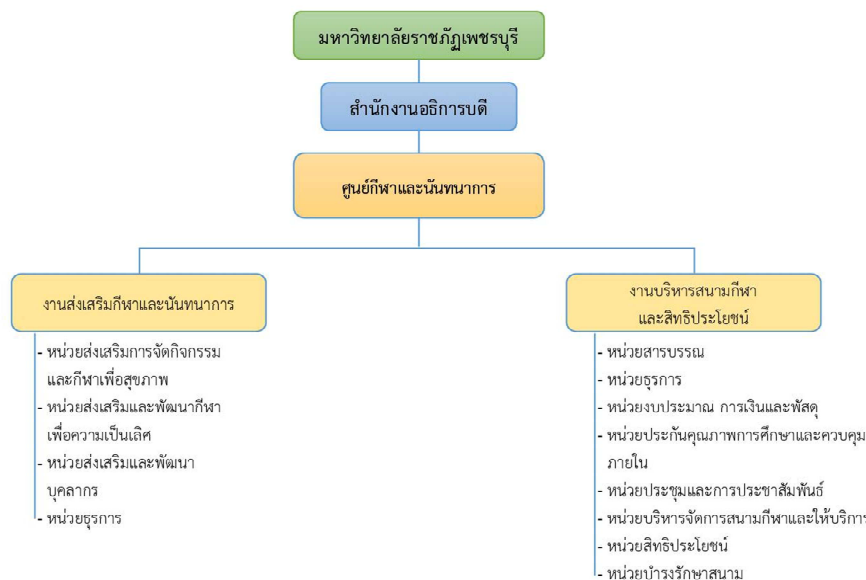 มหาวิทยาลัยราชภัฏเพชรบุรี
สำนักงานอธิการบดี
ศูนย์กีฬาและนันทนาการ
งานส่งเสริมกีฬาและนันทนาการ
- หน่วยส่งเสริมการจัดกิจกรรม
และกีฬาเพื่อสุขภาพ
- หน่วยส่งเสริมและพัฒนากีฬา
เพื่อความเป็นเลิศ
- หน่วยส่งเสริมและพัฒนา
บุคลากร
- หน่วยธุรการ
งานบริหารสนามกีฬา
และสิทธิประโยชน์
- หน่วยสารบรรณ
- หน่วยธุรการ
- หน่วยงบประมาณ การเงินและพัสดุ
- หน่วยประกันคุณภาพการศึกษาและควบคุม
ภายใน
- หน่วยประชุมและการประชาสัมพันธ์
- หน่วยบริหารจัดการสนามกีฬาและให้บริการ
- หน่วยสิทธิประโยชน์
- หน่วยบำรุงรักษาสนาม